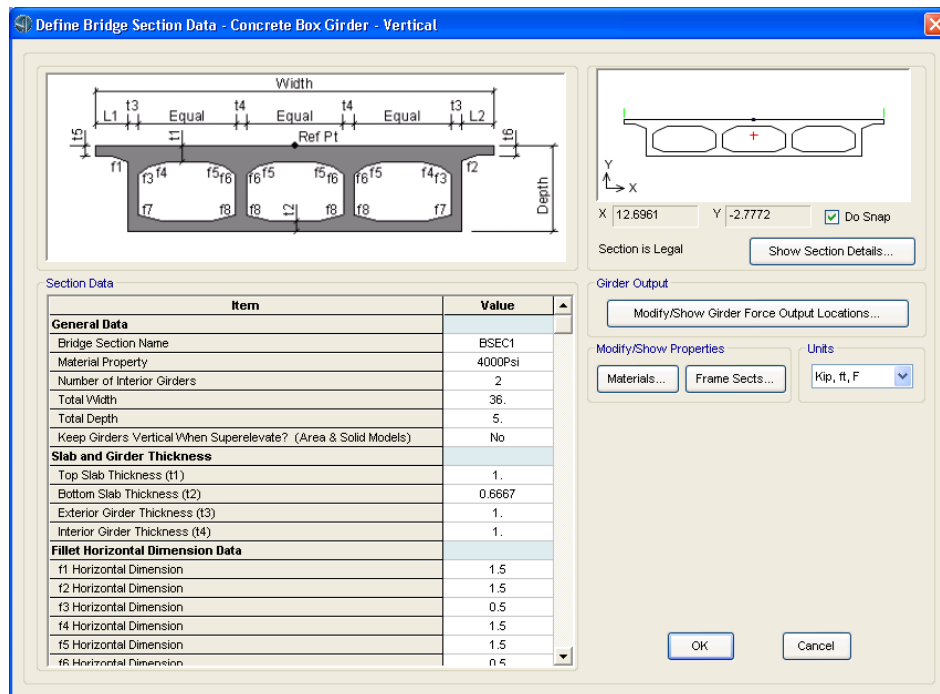 Define Bridge Section Data - Concrete Box Girder - Vertical
Width
L1 t3 Equal t4 Equal t4 Equal t3 L2
t5 t1 Ref Pt t6
f1 f3 f4 f5 f6 f6 f5 f5 f6 f6 f5 f4 f3 f2
f7 f8 f8 t2 f8 f8 f7 Depth
Y
X
X 12.6961 Y -2.7772 Do Snap
Section is Legal Show Section Details...
Section Data
Item Value
General Data
Bridge Section Name BSEC1
Material Property 4000Psi
Number of Interior Girders 2
Total Width 36.
Total Depth 5.
Keep Girders Vertical When Superelevate? (Area & Solid Models) No
Slab and Girder Thickness
Top Slab Thickness (t1) 1.
Bottom Slab Thickness (t2) 0.6667
Exterior Girder Thickness (t3) 1.
Interior Girder Thickness (t4) 1.
Fillet Horizontal Dimension Data
f1 Horizontal Dimension 1.5
f2 Horizontal Dimension 1.5
f3 Horizontal Dimension 0.5
f4 Horizontal Dimension 1.5
f5 Horizontal Dimension 1.5
f6 Horizontal Dimension 0.5
Girder Output
Modify/Show Girder Force Output Locations...
Modify/Show Properties
Materials... Frame Sects...
Units
Kip, ft, F
OK Cancel